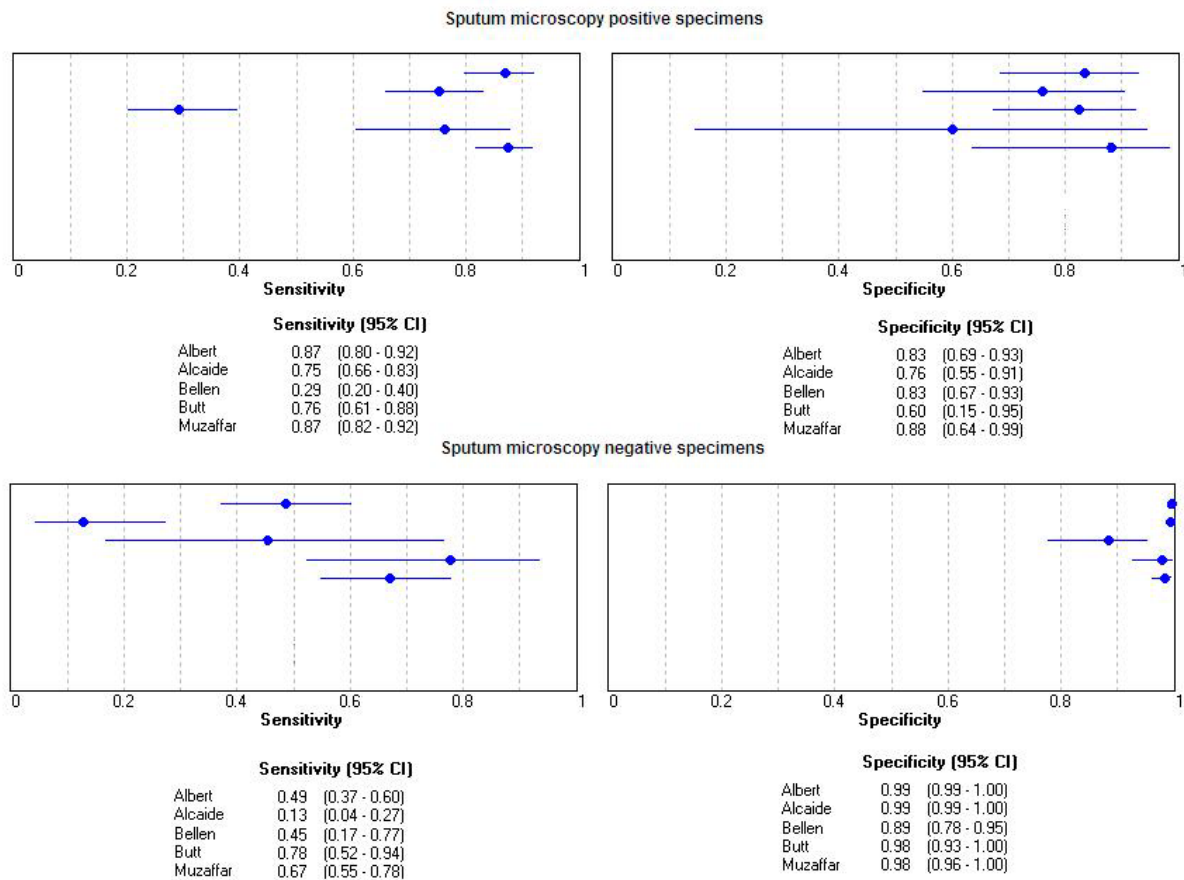 Sputum microscopy positive specimens
0 0.2 0.4 0.6 0.8 1
Sensitivity
0 0.2 0.4 0.6 0.8 1
Specificity
Sensitivity (95% CI)
Albert 0.87 (0.80 - 0.92)
Alcaide 0.75 (0.66 - 0.83)
Bellen 0.29 (0.20 - 0.40)
Butt 0.76 (0.61 - 0.88)
Muzaffar 0.87 (0.82 - 0.92)
Specificity (95% CI)
Albert 0.83 (0.69 - 0.93)
Alcaide 0.76 (0.55 - 0.91)
Bellen 0.83 (0.67 - 0.93)
Butt 0.60 (0.15 - 0.95)
Muzaffar 0.88 (0.64 - 0.99)
Sputum microscopy negative specimens
0 0.2 0.4 0.6 0.8 1
Sensitivity
0 0.2 0.4 0.6 0.8 1
Specificity
Sensitivity (95% CI)
Albert 0.49 (0.37 - 0.60)
Alcaide 0.13 (0.04 - 0.27)
Bellen 0.45 (0.17 - 0.77)
Butt 0.78 (0.52 - 0.94)
Muzaffar 0.67 (0.55 - 0.78)
Specificity (95% CI)
Albert 0.99 (0.99 - 1.00)
Alcaide 0.99 (0.99 - 1.00)
Bellen 0.89 (0.78 - 0.95)
Butt 0.98 (0.93 - 1.00)
Muzaffar 0.98 (0.96 - 1.00)